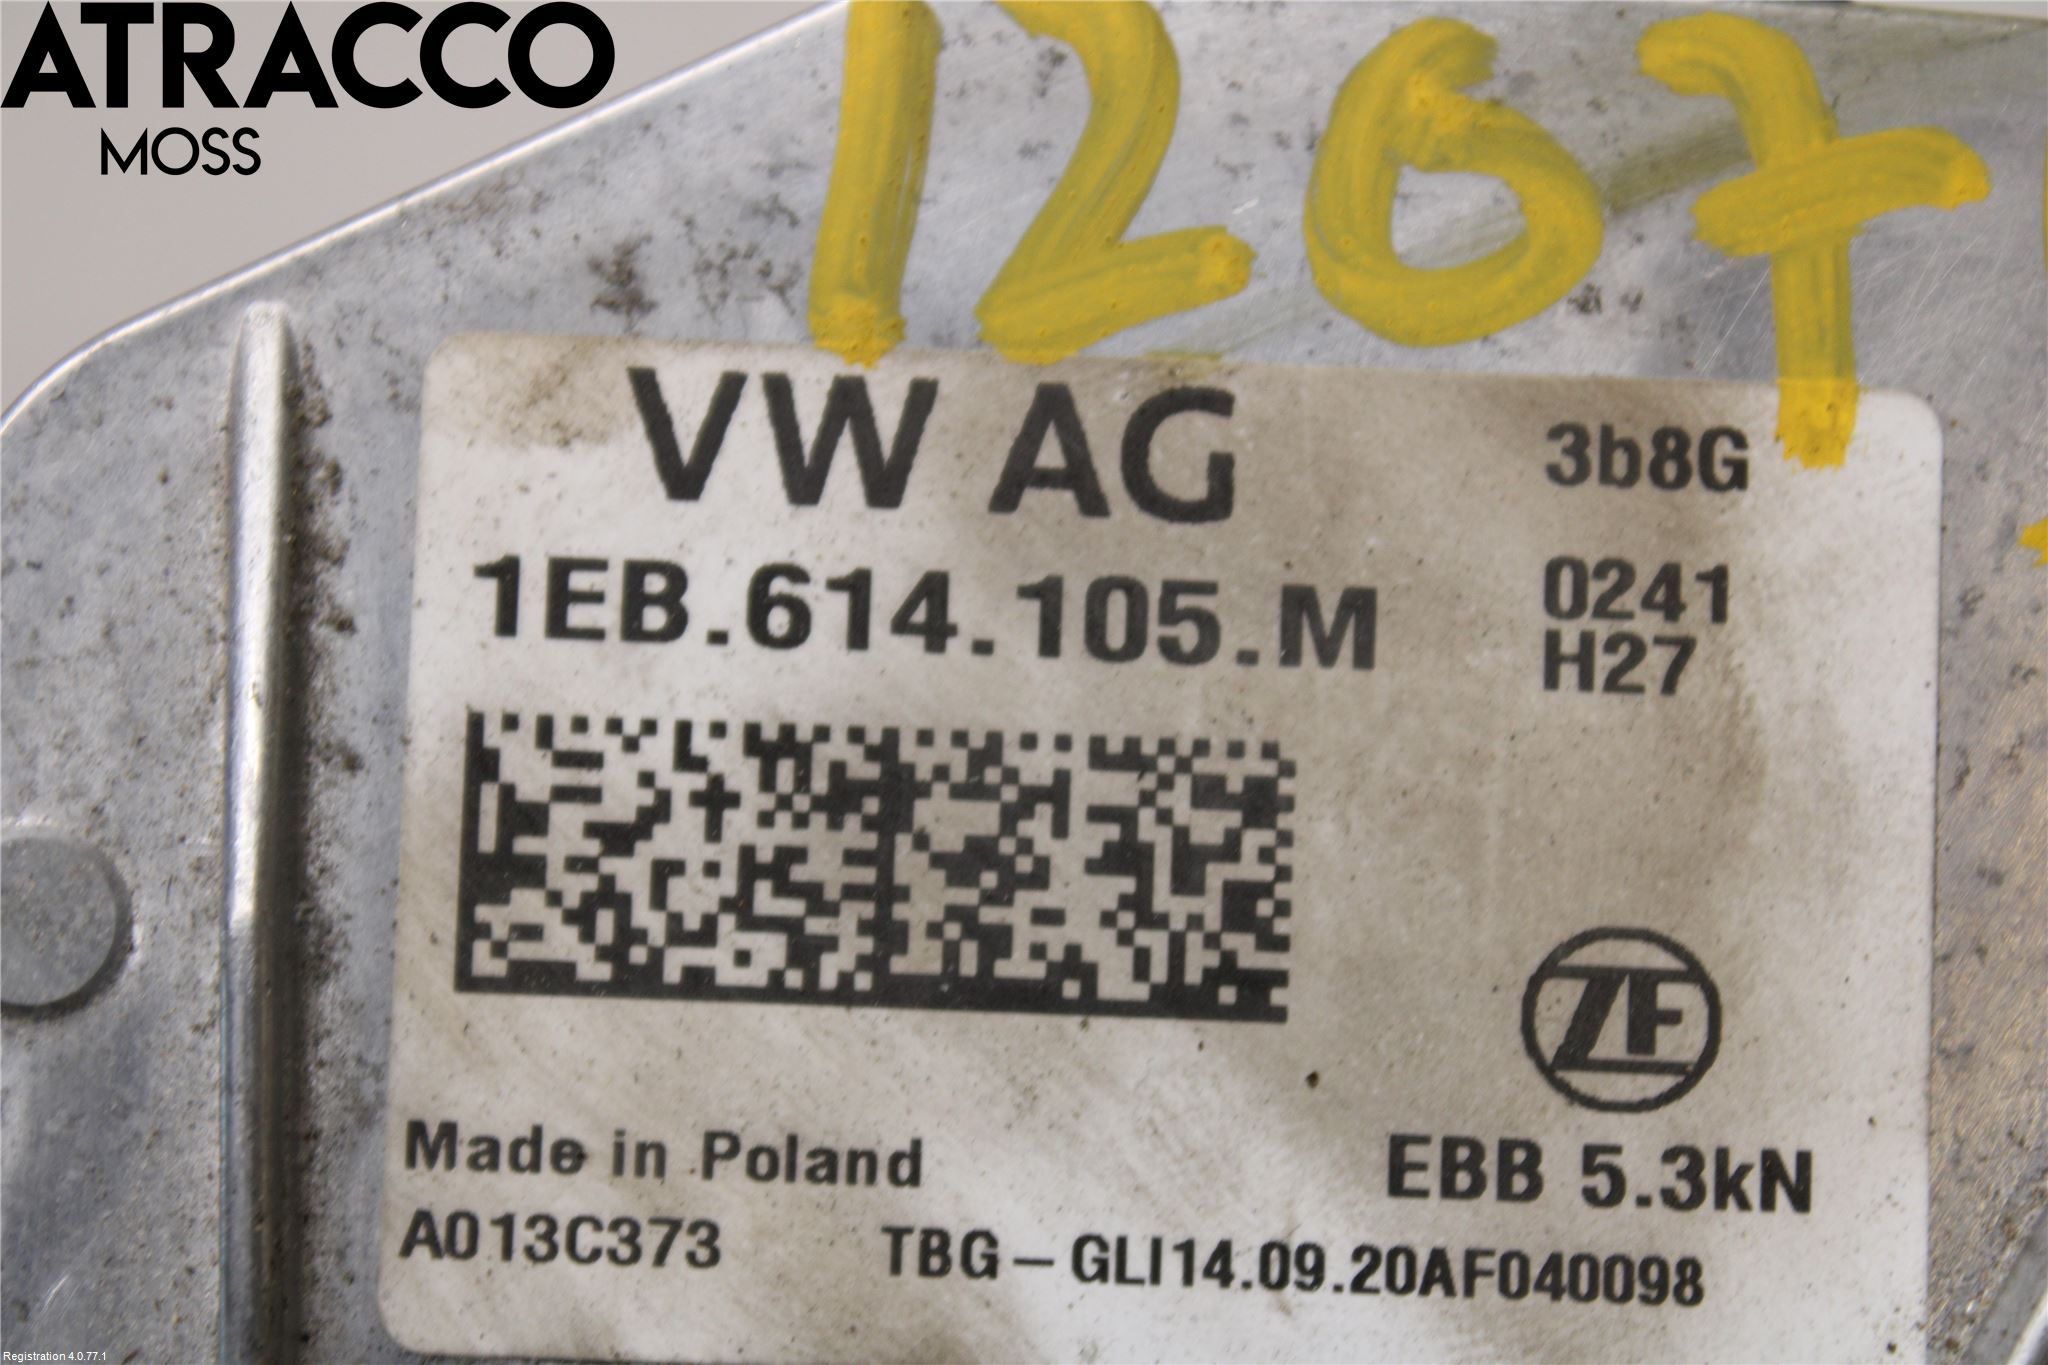 ATRACCO
MOSS
1207
VW AG
3b8G
1EB.614.105.M
0241
H27
ZF
Made in Poland
EBB 5.3kN
A013C373
TBG–GLI14.09.20AF040098
Registration 4.0.77.1